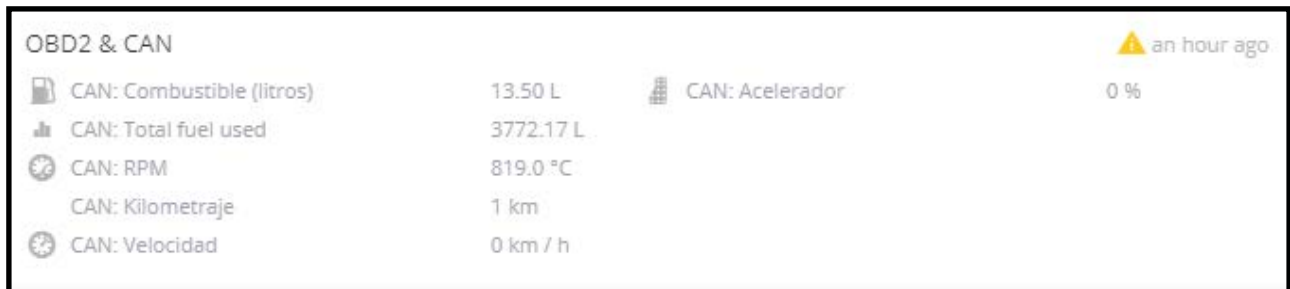 OBD2 & CAN an hour ago
CAN: Combustible (litros) 13.50 L CAN: Acelerador 0 %
CAN: Total fuel used 3772.17 L
CAN: RPM 819.0 °C
CAN: Kilometraje 1 km
CAN: Velocidad 0 km / h